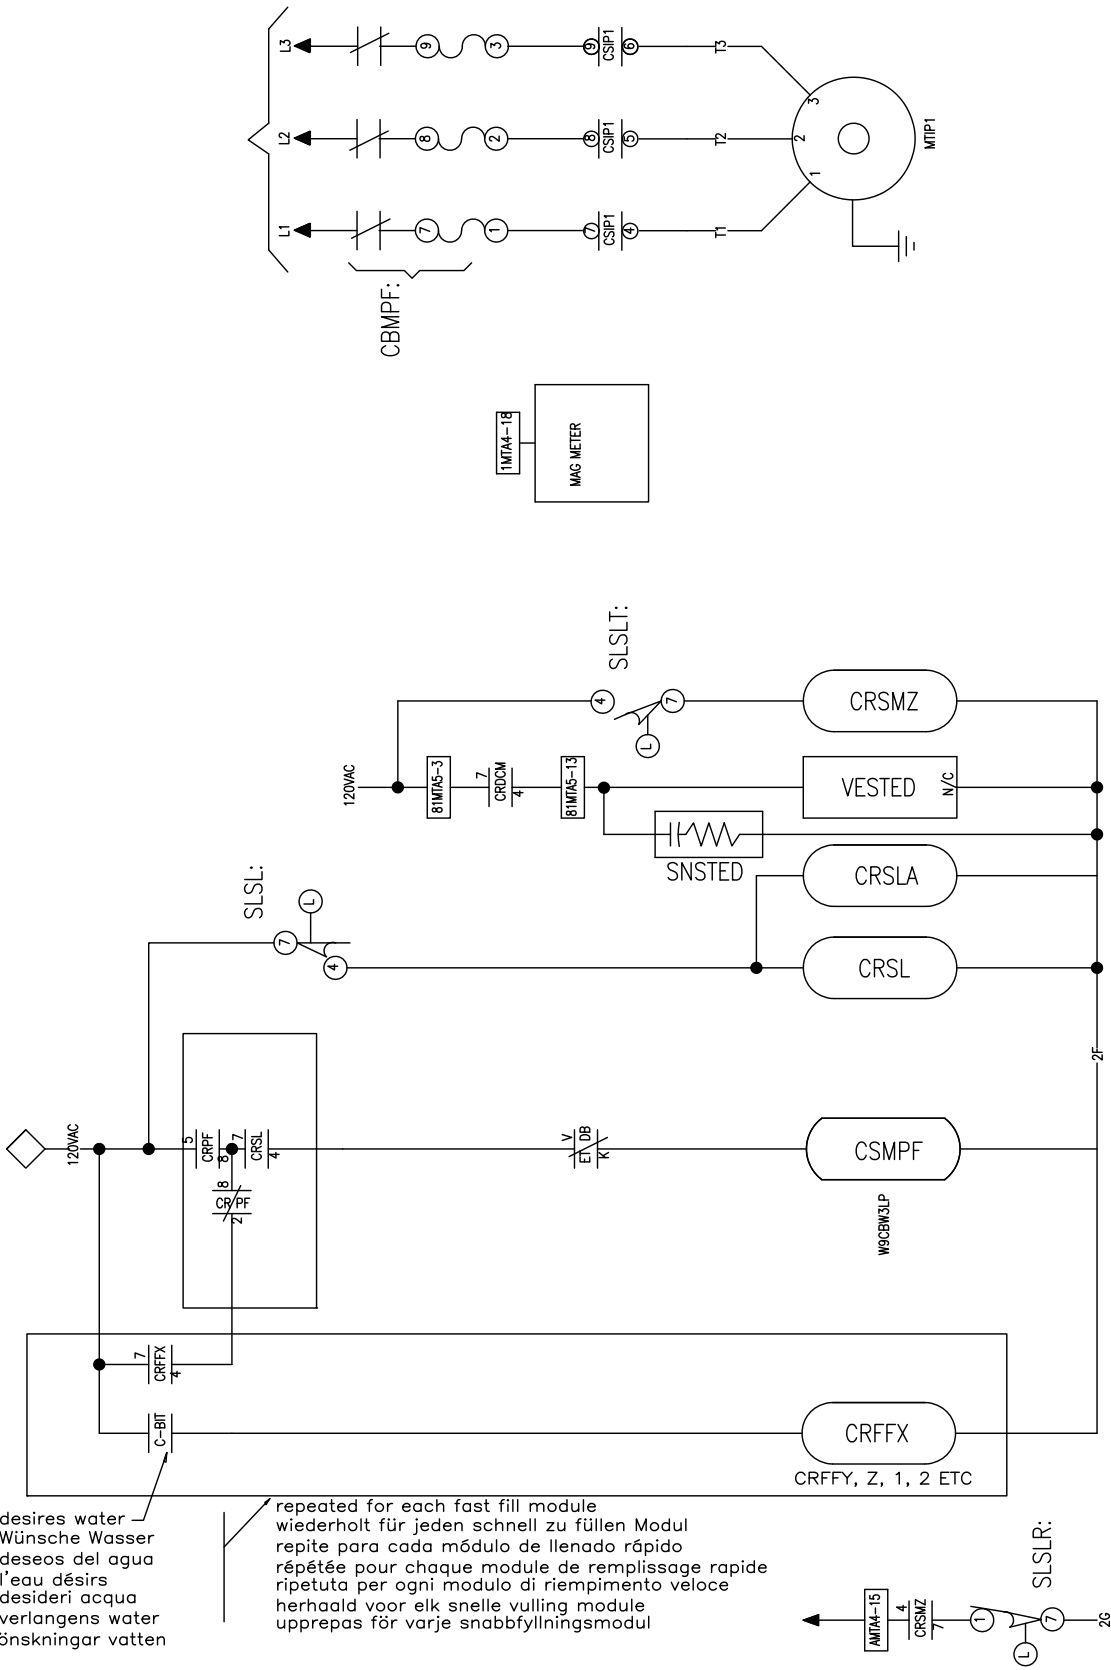 L3
9
3
9
CSIP1
6
T3
3
L2
8
2
8
CSIP1
5
T2
2
MTIP1
L1
7
1
7
CSIP1
4
T1
1
CBMPF:
1MTA4-18
MAG METER
SLSLT:
4
7
L
CRSMZ
120VAC
81MTA5-3
7
CRDCM
4
81MTA5-13
VESTED
N/C
SNSTED
SLSL:
7
L
4
CRSLA
CRSL
2F
120VAC
5
CRPF
8
7
CRSL
4
8
CRPF
2
V
ET DB
K
CSMPF
W9CBW3LP
7
CRFFX
4
C-BIT
CRFFX
CRFFY, Z, 1, 2 ETC
desires water
Wünsche Wasser
deseos del agua
l'eau désirs
desideri acqua
verlangens water
önskningar vatten
repeated for each fast fill module
wiederholt für jeden schnell zu füllen Modul
repite para cada módulo de llenado rápido
répétée pour chaque module de remplissage rapide
ripetuta per ogni modulo di riempimento veloce
herhaald voor elk snelle vulling module
upprepas för varje snabbfyllningsmodul
SLSLR:
AMTA4-15
4
CRSMZ
7
1
L
7
2G